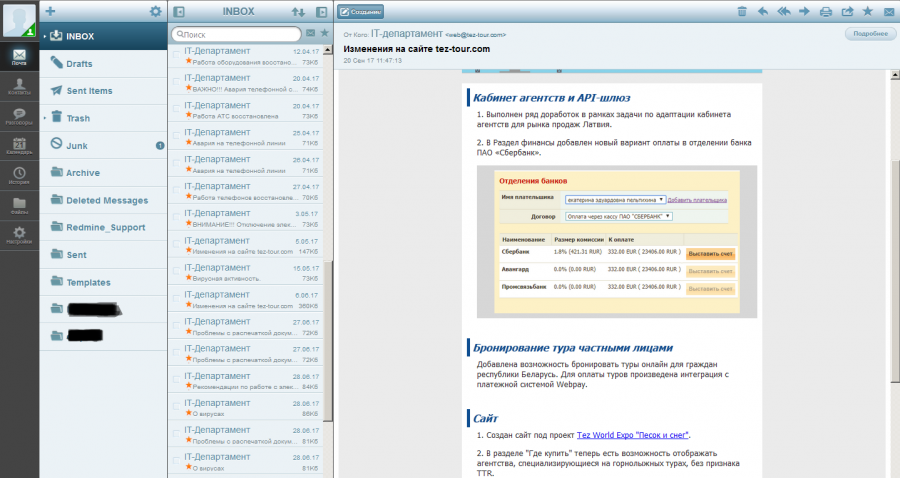 Почта
Контакты
Разговоры
21
Календарь
История
Файлы
Настройки
INBOX
Drafts
Sent Items
Trash
Junk
1
Archive
Deleted Messages
Redmine_Support
Sent
Templates
INBOX
Поиск
IT-Департамент
12.04.17
Работа оборудования восстано...
73Кб
IT-Департамент
20.04.17
ВАЖНО!!! Авария телефонной с...
74Кб
IT-Департамент
20.04.17
Работа АТС восстановлена
73Кб
IT-Департамент
26.04.17
Авария на телефонной линии
71Кб
IT-Департамент
27.04.17
Авария на телефонной линии
71Кб
IT-Департамент
27.04.17
Работа телефонов восстановле...
70Кб
IT-Департамент
3.05.17
ВНИМАНИЕ!!! Отключение элек...
73Кб
IT-департамент
5.05.17
Изменения на сайте tez-tour.com
147Кб
IT-Департамент
15.05.17
Вирусная активность.
73Кб
IT-департамент
6.06.17
Изменения на сайте tez-tour.com
360Кб
IT-Департамент
27.06.17
Проблемы с распечаткой докум...
72Кб
IT-Департамент
27.06.17
Проблемы с распечаткой докум...
72Кб
IT-Департамент
28.06.17
Рекомендации по работе с элек...
84Кб
IT-Департамент
28.06.17
О вирусах
86Кб
IT-Департамент
28.06.17
Проблемы с распечаткой докум...
81Кб
IT-Департамент
28.06.17
О вирусах
81Кб
Создание
От Кого: IT-департамент <web@tez-tour.com>
Подробнее
Изменения на сайте tez-tour.com
20 Сен 17 11:47:13
Кабинет агентств и API-шлюз
1. Выполнен ряд доработок в рамках задачи по адаптации кабинета
агентств для рынка продаж Латвия.
2. В Раздел финансы добавлен новый вариант оплаты в отделении банка
ПАО «Сбербанк».
Отделения банков
Имя плательщика
екатерина эдуардовна пелыпихина
Добавить плательщика
Договор
Оплата через кассу ПАО "СБЕРБАНК"
Наименование Размер комиссии К оплате
Сбербанк 1.8% (421.31 RUR) 332.00 EUR ( 23406.00 RUR ) Выставить счет
Авангард 0.0% (0.00 RUR) 332.00 EUR ( 23406.00 RUR ) Выставить счет
Промсвязьбанк 0.0% (0.00 RUR) 332.00 EUR ( 23406.00 RUR ) Выставить счет
Бронирование тура частными лицами
Добавлена возможность бронировать туры онлайн для граждан
республики Беларусь. Для оплаты туров произведена интеграция с
платежной системой Webpay.
Сайт
1. Создан сайт под проект Tez World Expo "Песок и снег".
2. В разделе "Где купить" теперь есть возможность отображать
агентства, специализирующиеся на горнолыжных турах, без признака
TTR.